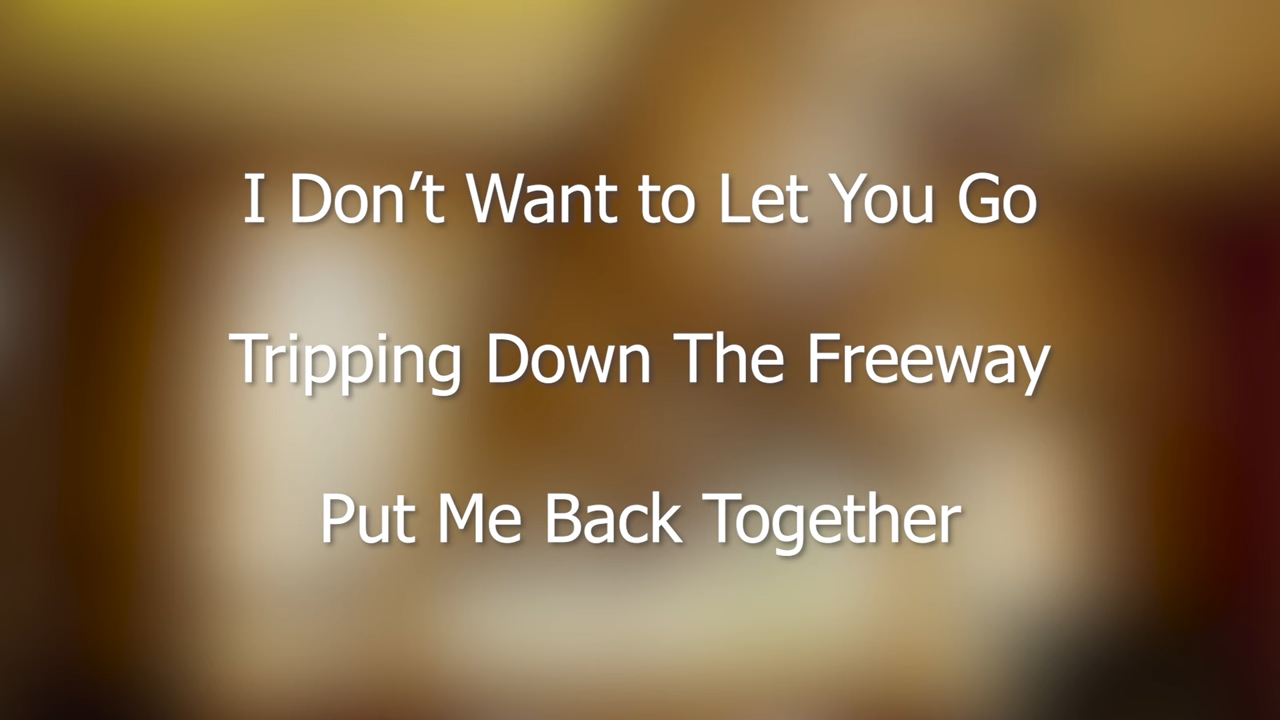 I Don’t Want to Let You Go
Tripping Down The Freeway
Put Me Back Together